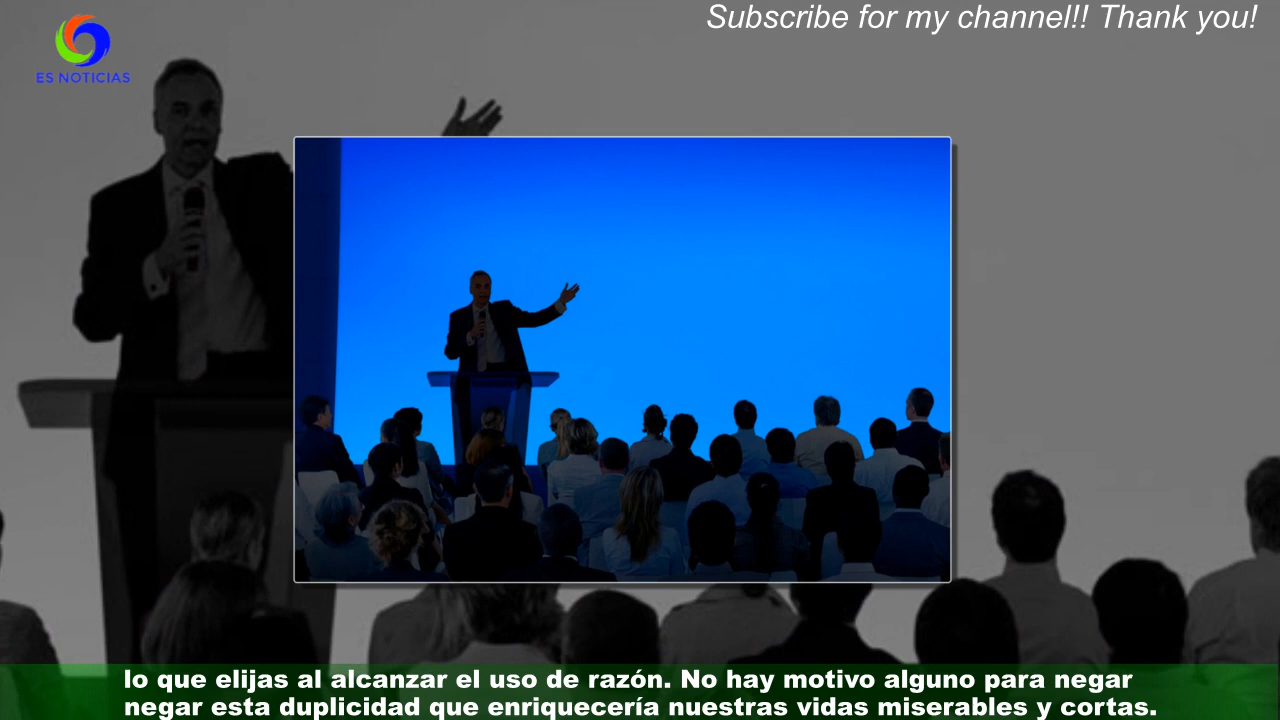 Subscribe for my channel!! Thank you!
ES NOTICIAS
lo que elijas al alcanzar el uso de razón. No hay motivo alguno para negar
negar esta duplicidad que enriquecería nuestras vidas miserables y cortas.